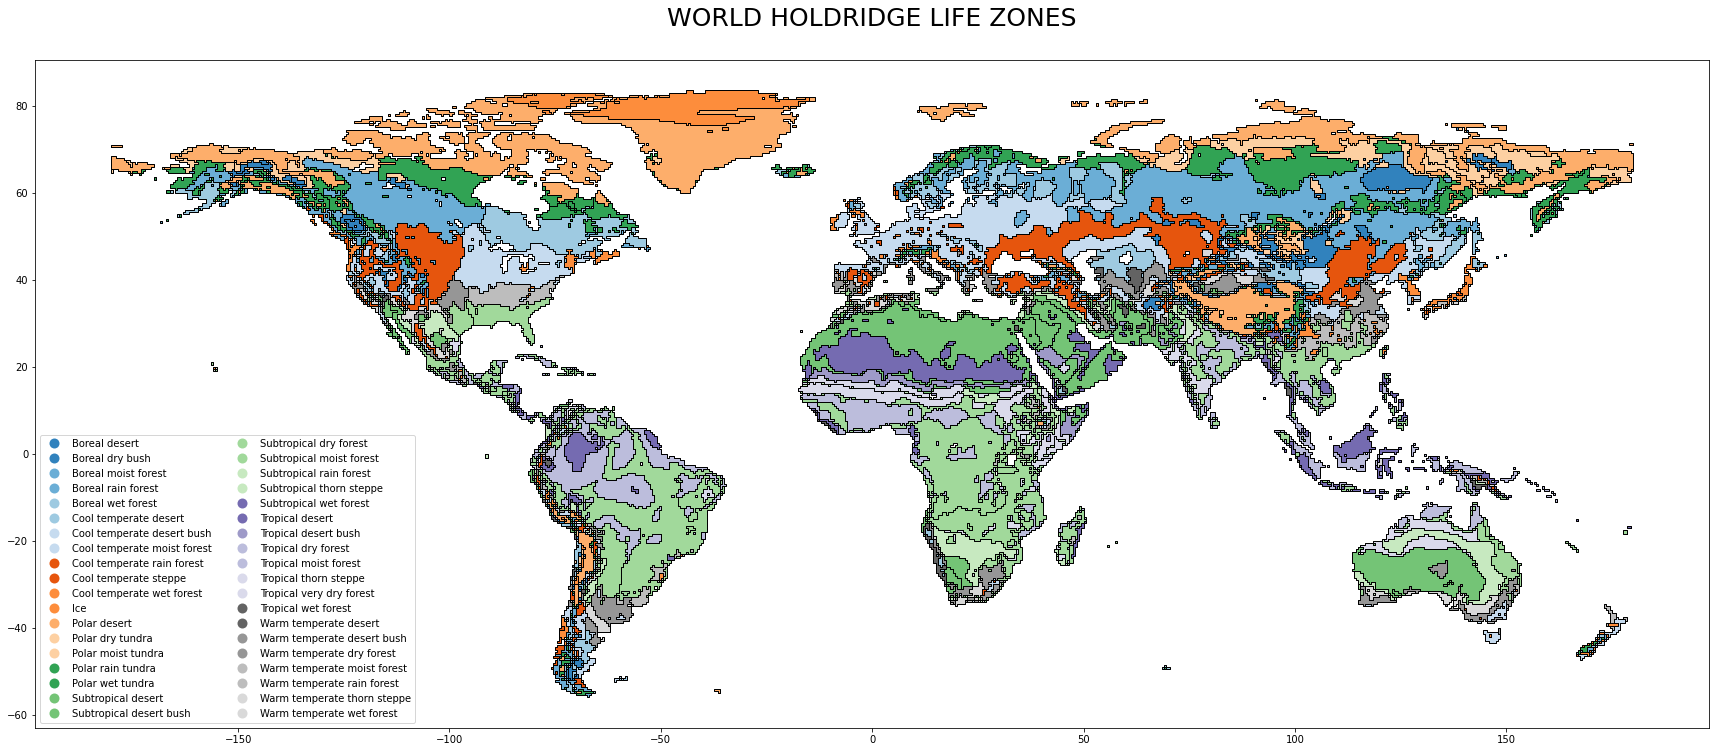 WORLD HOLDRIDGE LIFE ZONES
80
60
40
20
0
−20
−40
−60
Boreal desert
Boreal dry bush
Boreal moist forest
Boreal rain forest
Boreal wet forest
Cool temperate desert
Cool temperate desert bush
Cool temperate moist forest
Cool temperate rain forest
Cool temperate steppe
Cool temperate wet forest
Ice
Polar desert
Polar dry tundra
Polar moist tundra
Polar rain tundra
Polar wet tundra
Subtropical desert
Subtropical desert bush
Subtropical dry forest
Subtropical moist forest
Subtropical rain forest
Subtropical thorn steppe
Subtropical wet forest
Tropical desert
Tropical desert bush
Tropical dry forest
Tropical moist forest
Tropical thorn steppe
Tropical very dry forest
Tropical wet forest
Warm temperate desert
Warm temperate desert bush
Warm temperate dry forest
Warm temperate moist forest
Warm temperate rain forest
Warm temperate thorn steppe
Warm temperate wet forest
−150 −100 −50 0 50 100 150